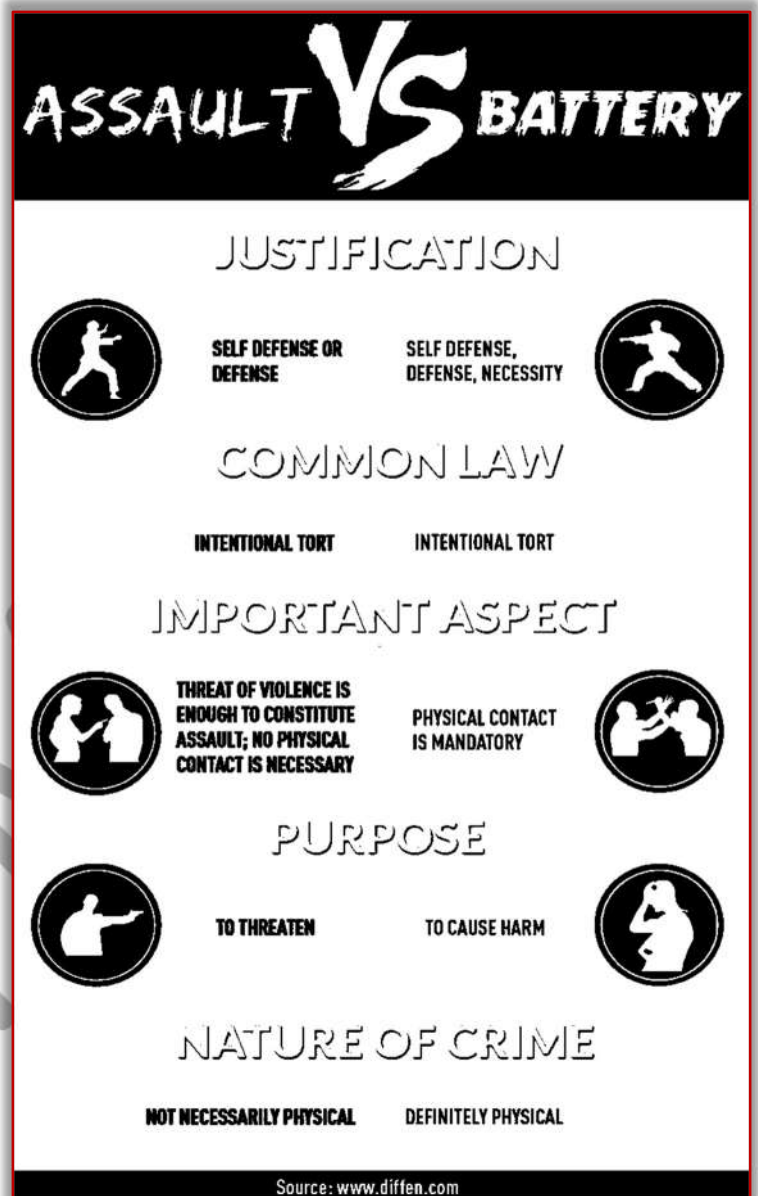 ASSAULT VS BATTERY
JUSTIFICATION
SELF DEFENSE OR
DEFENSE
SELF DEFENSE,
DEFENSE, NECESSITY
COMMON LAW
INTENTIONAL TORT
INTENTIONAL TORT
IMPORTANT ASPECT
THREAT OF VIOLENCE IS
ENOUGH TO CONSTITUTE
ASSAULT; NO PHYSICAL
CONTACT IS NECESSARY
PHYSICAL CONTACT
IS MANDATORY
PURPOSE
TO THREATEN
TO CAUSE HARM
NATURE OF CRIME
NOT NECESSARILY PHYSICAL
DEFINITELY PHYSICAL
Source: www.diffen.com